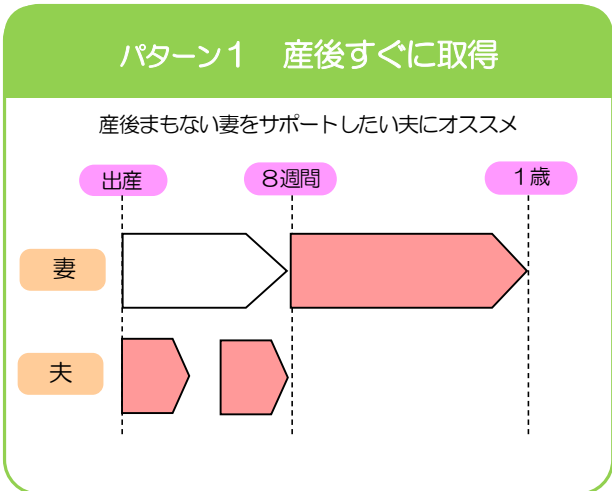 パターン１　産後すぐに取得
産後まもない妻をサポートしたい夫にオススメ
出産
８週間
１歳
妻
夫